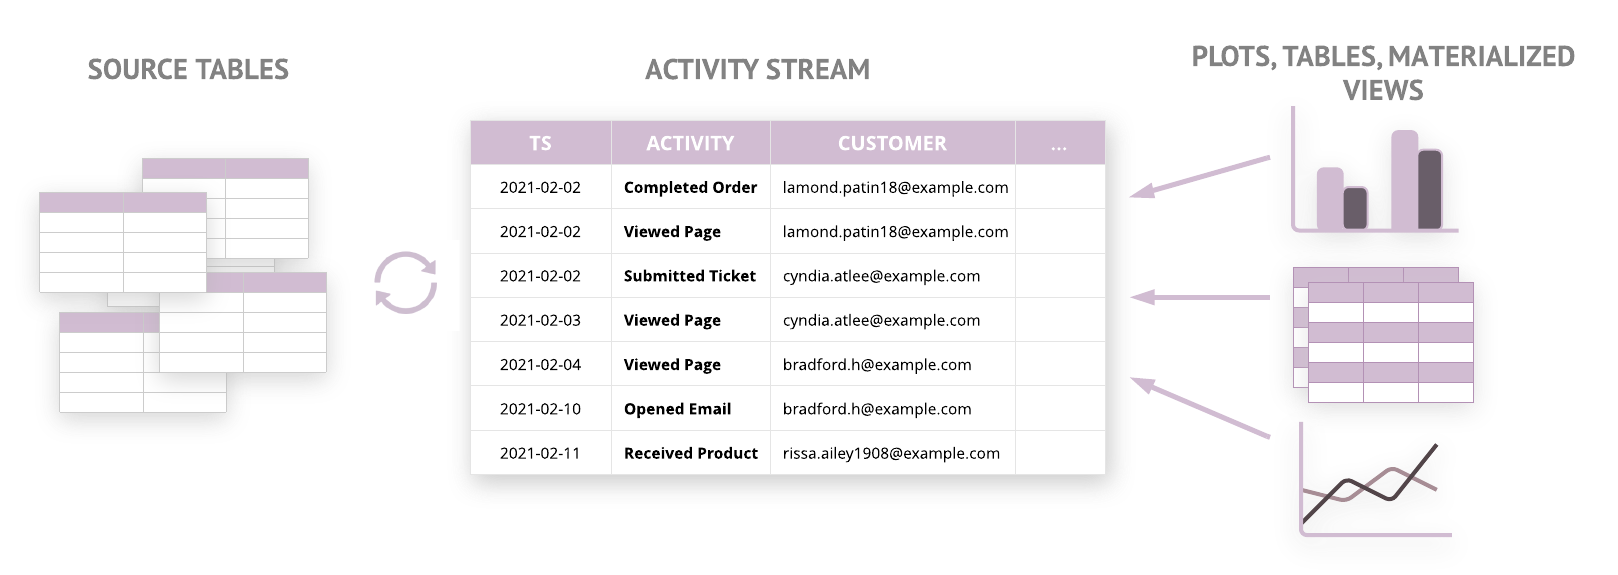 SOURCE TABLES
ACTIVITY STREAM
PLOTS, TABLES, MATERIALIZED
VIEWS
TS ACTIVITY CUSTOMER ...
2021-02-02 Completed Order lamond.patin18@example.com
2021-02-02 Viewed Page lamond.patin18@example.com
2021-02-02 Submitted Ticket cyndia.atlee@example.com
2021-02-03 Viewed Page cyndia.atlee@example.com
2021-02-04 Viewed Page bradford.h@example.com
2021-02-10 Opened Email bradford.h@example.com
2021-02-11 Received Product rissa.ailey1908@example.com